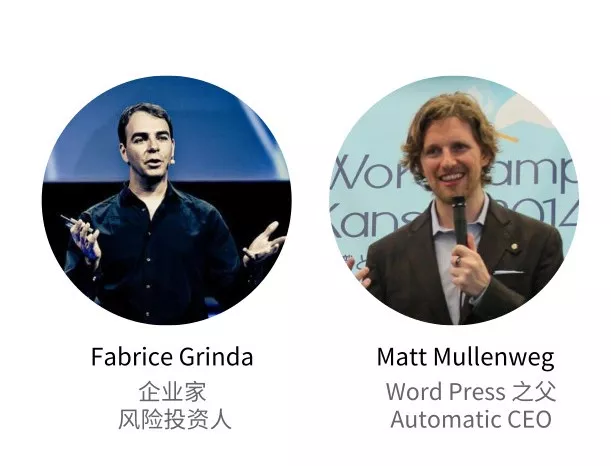 WordCamp
Kansai 2014
Fabrice Grinda
企业家
风险投资人
Matt Mullenweg
Word Press 之父
Automatic CEO